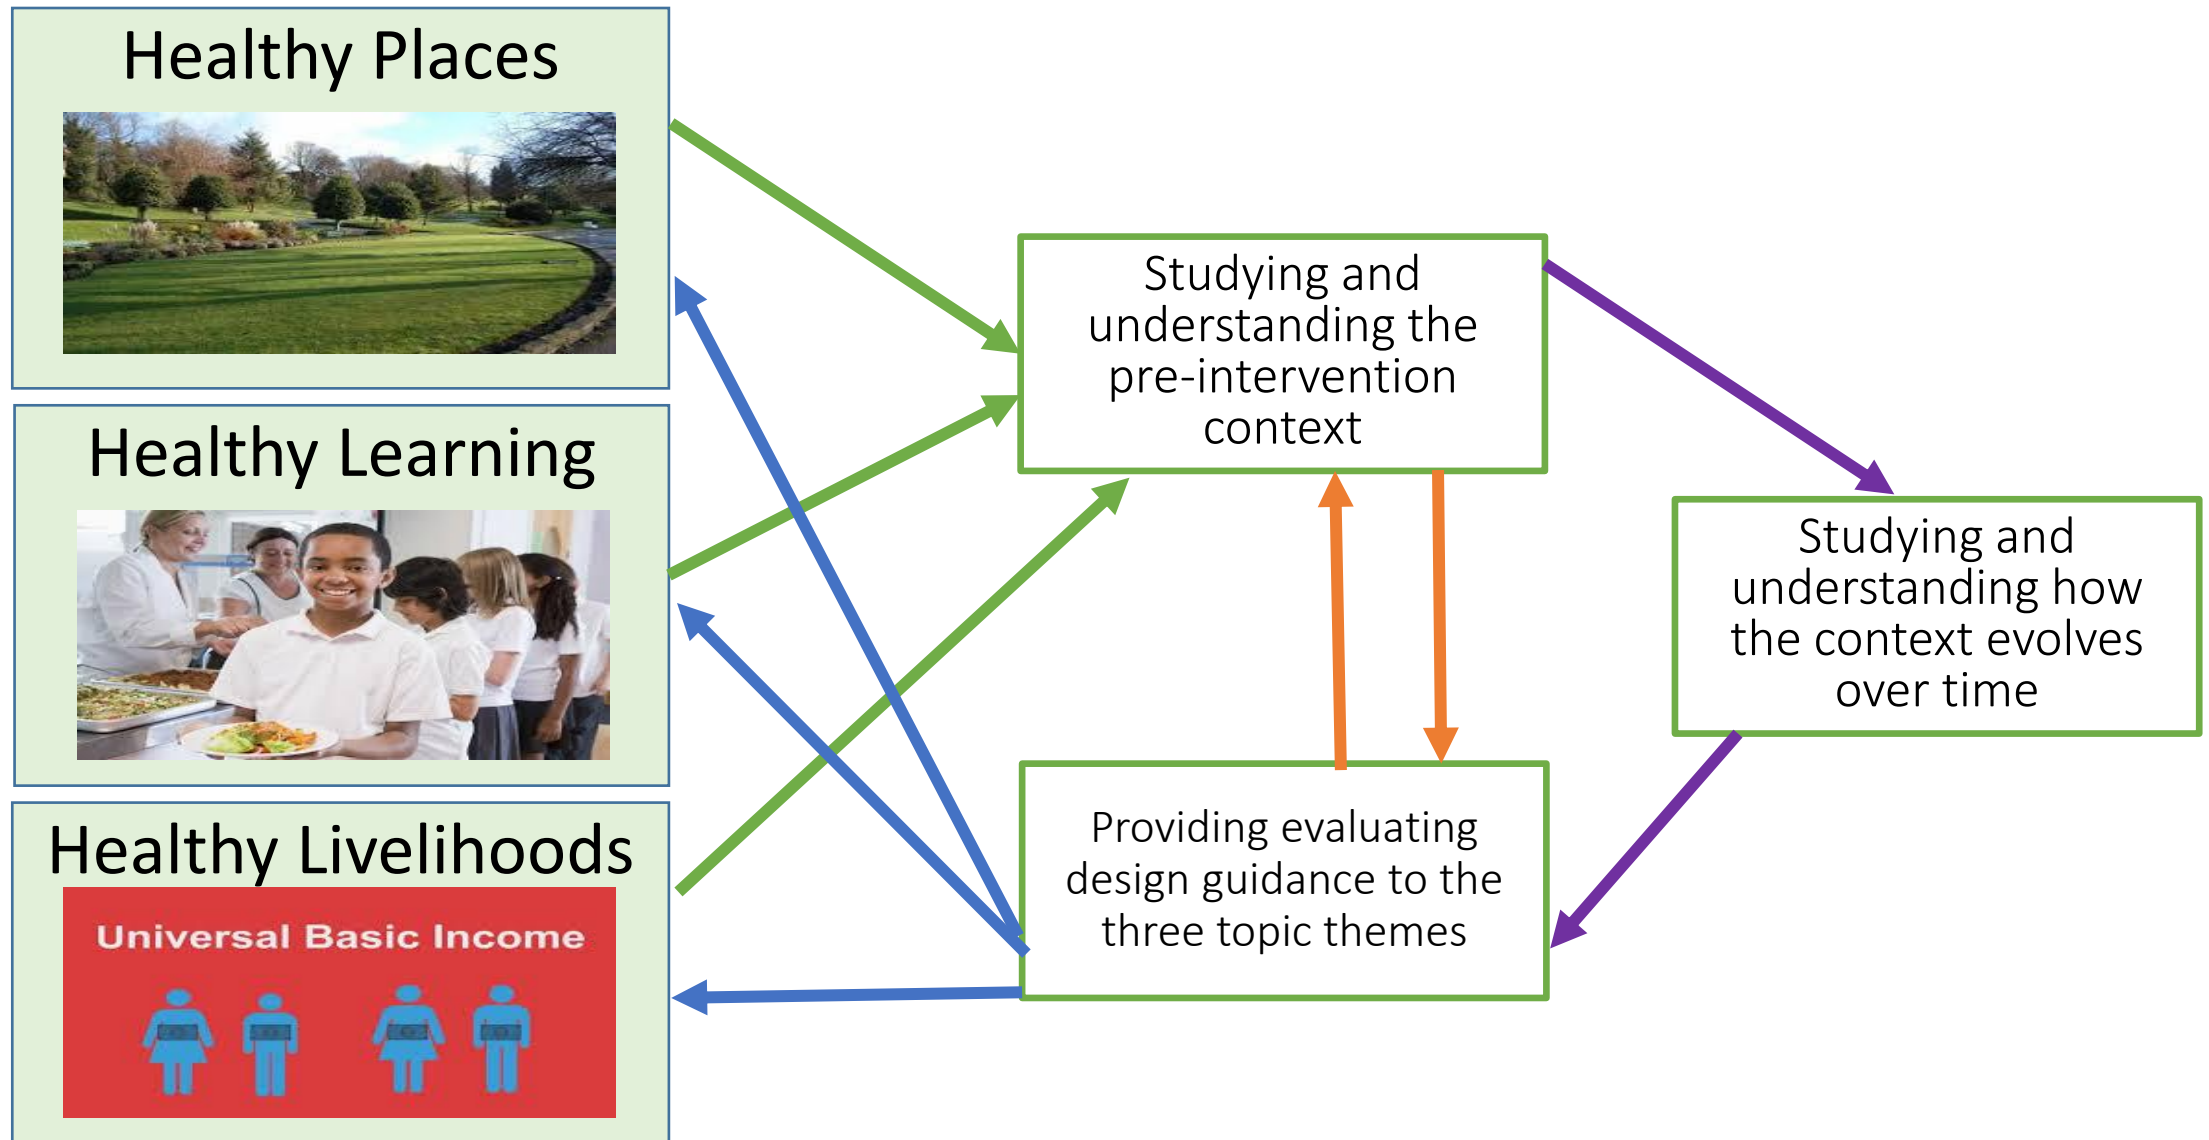 Healthy Places
Healthy Learning
Healthy Livelihoods
Universal Basic Income
Studying and
understanding the
pre-intervention
context
Providing evaluating
design guidance to the
three topic themes
Studying and
understanding how
the context evolves
over time